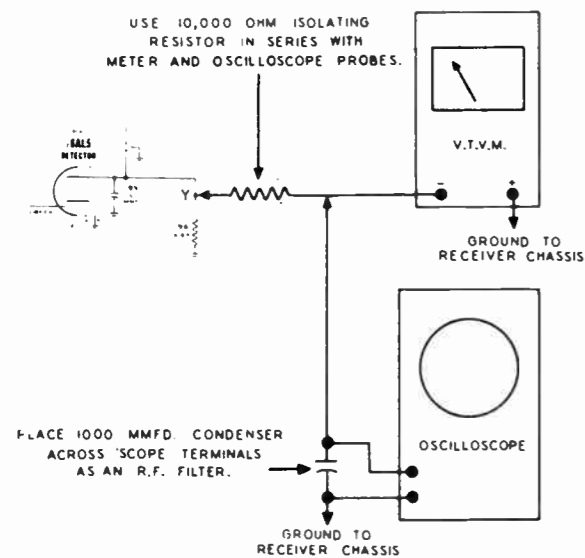 USE 10,000 OHM ISOLATING
RESISTOR IN SERIES WITH
METER AND OSCILLOSCOPE PROBES.
6AL5
DETECTOR
Y
V.T.V.M.
- +
GROUND TO
RECEIVER CHASSIS
OSCILLOSCOPE
PLACE 1000 MMFD. CONDENSER
ACROSS 'SCOPE TERMINALS
AS AN R.F. FILTER.
GROUND TO
RECEIVER CHASSIS